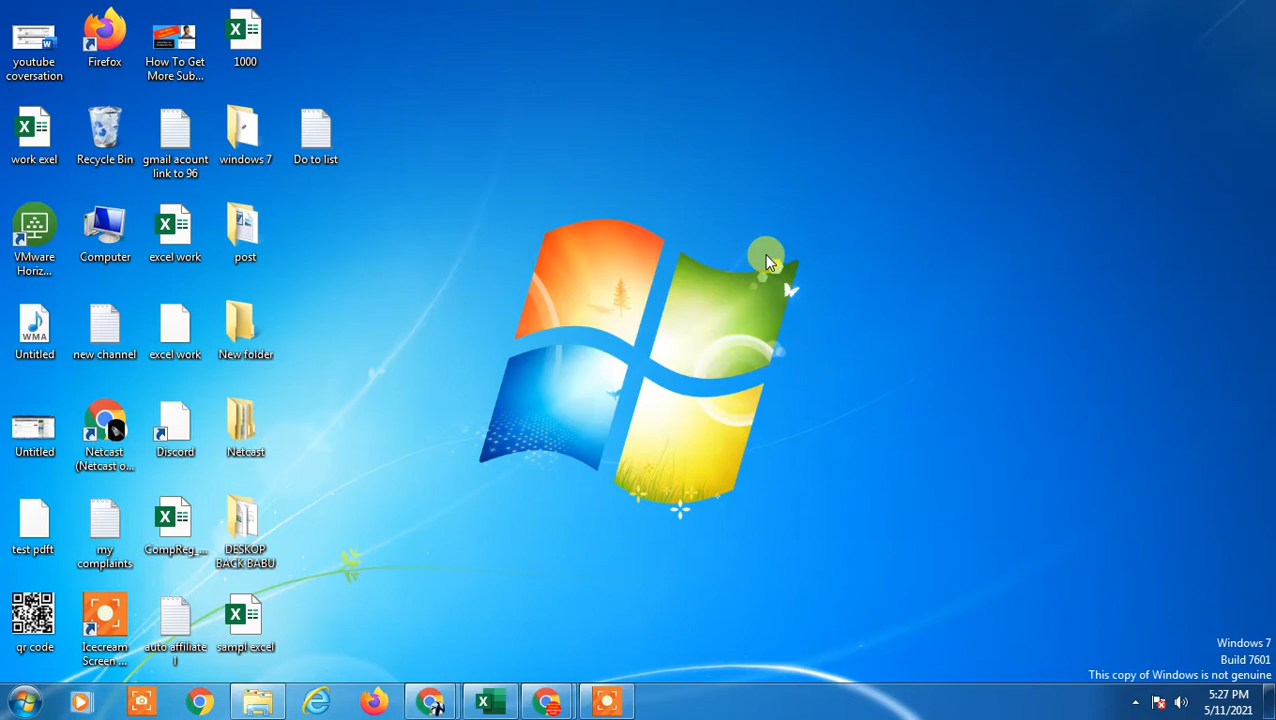 youtube
coversation
Firefox
How To Get
More Sub...
1000
work exel
Recycle Bin
gmail acount
link to 96
windows 7
Do to list
VMware
Horiz...
Computer
excel work
post
WMA
Untitled
new channel
excel work
New folder
Untitled
Netcast
(Netcast o...
Discord
Netcast
test pdft
my
complaints
CompReg_...
DESKOP
BACK BABU
qr code
Icecream
Screen ...
auto affiliate
l
sampl excel
Windows 7
Build 7601
This copy of Windows is not genuine
5:27 PM
5/11/2021